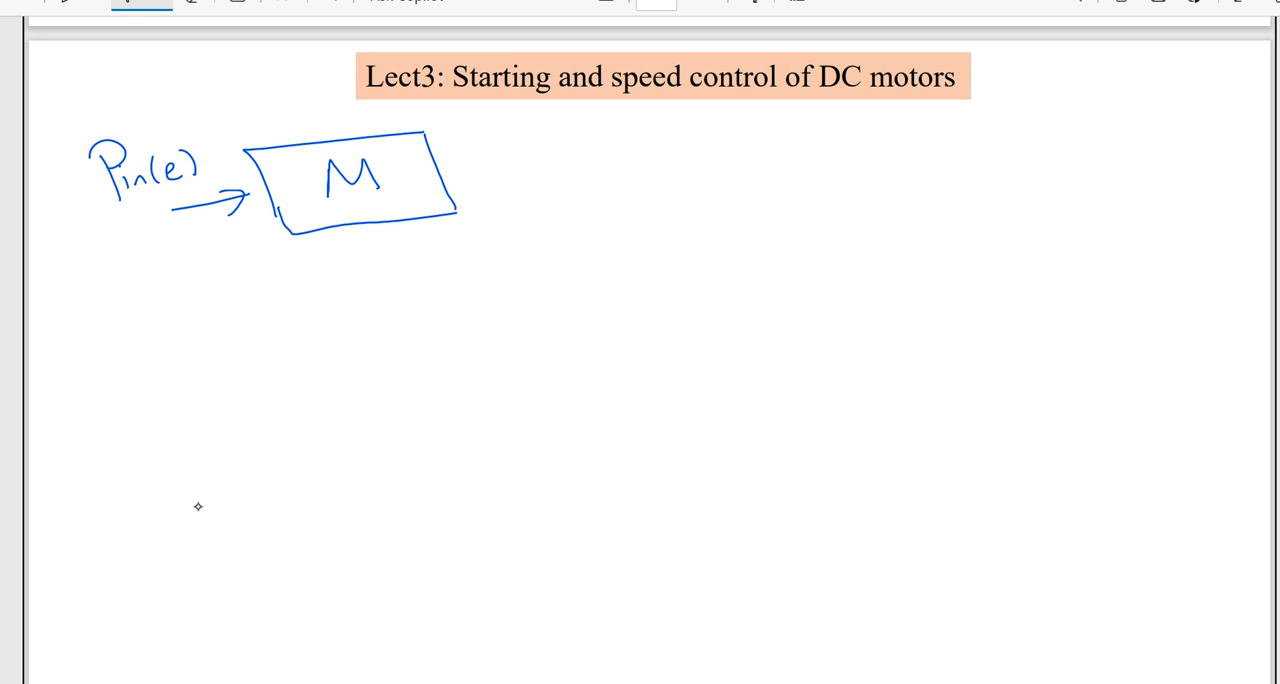 Lect3: Starting and speed control of DC motors
Pin(e)
M